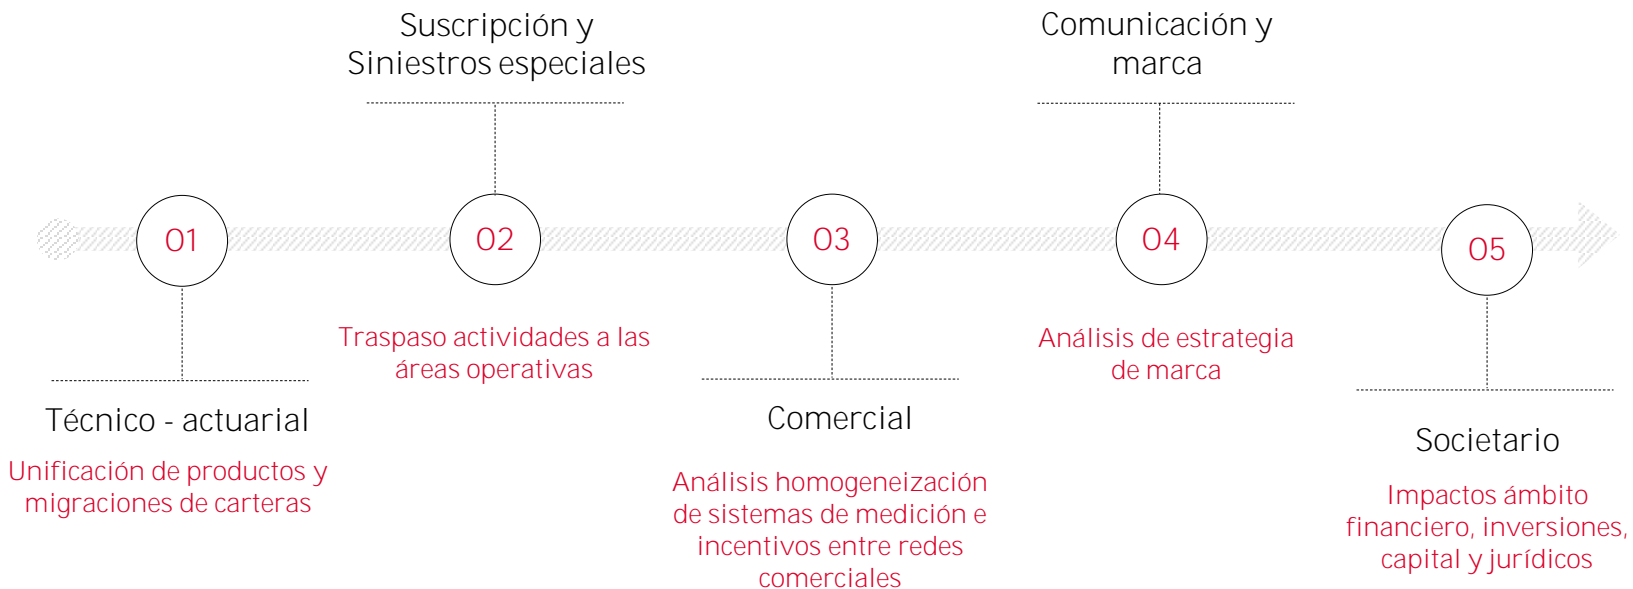 01
Técnico - actuarial
Unificación de productos y
migraciones de carteras
Suscripción y
Siniestros especiales
02
Traspaso actividades a las
áreas operativas
03
Comercial
Análisis homogeneización
de sistemas de medición e
incentivos entre redes
comerciales
Comunicación y
marca
04
Análisis de estrategia
de marca
05
Societario
Impactos ámbito
financiero, inversiones,
capital y jurídicos